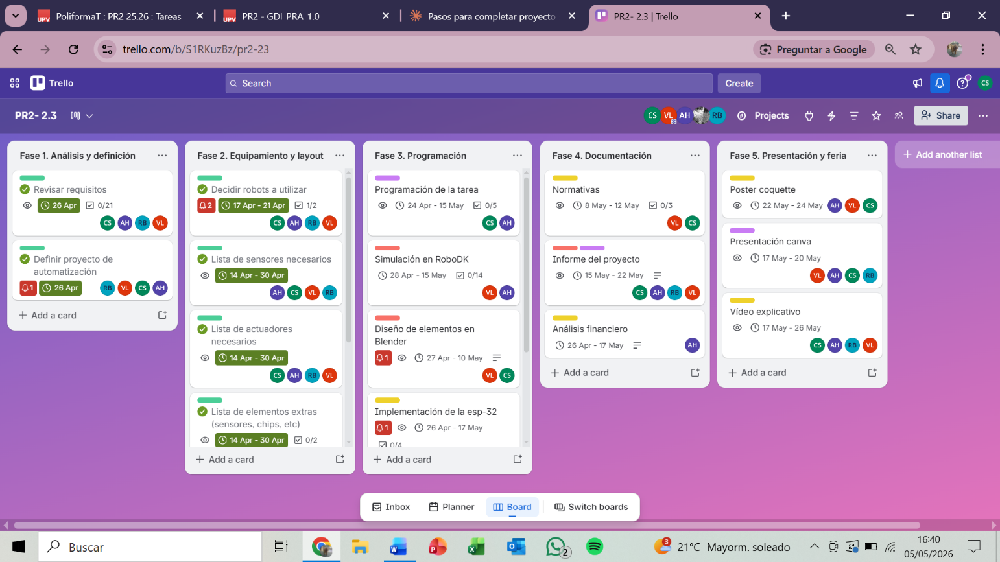 PoliformaT : PR2 25.26 : Tareas
PR2 - GDI_PRA_1.0
Pasos para completar proyecto
PR2- 2.3 | Trello
trello.com/b/S1RKuzBz/pr2-23
Preguntar a Google
Trello
Search
Create
CS
PR2- 2.3
CS VL AH RB
Projects
Share
Fase 1. Análisis y definición
Revisar requisitos
26 Apr 0/21
CS AH RB VL
Definir proyecto de
automatización
1 26 Apr RB VL CS AH
Add a card
Fase 2. Equipamiento y layout
Decidir robots a utilizar
2 17 Apr - 21 Apr 1/2
CS AH RB VL
Lista de sensores necesarios
14 Apr - 30 Apr
AH CS VL RB
Lista de actuadores
necesarios
14 Apr - 30 Apr
CS AH RB VL
Lista de elementos extras
(sensores, chips, etc)
14 Apr - 30 Apr 0/2
Add a card
Fase 3. Programación
Programación de la tarea
24 Apr - 15 May 0/5
CS AH
Simulación en RoboDK
28 Apr - 15 May 0/14
VL AH
Diseño de elementos en
Blender
1 27 Apr - 10 May
VL CS
Implementación de la esp-32
1 26 Apr - 17 May
0/4
Add a card
Fase 4. Documentación
Normativas
8 May - 12 May 0/3
VL CS
Informe del proyecto
15 May - 22 May
CS AH RB VL
Análisis financiero
26 Apr - 17 May AH
Add a card
Fase 5. Presentación y feria
Poster coquette
22 May - 24 May AH VL CS
Presentación canva
17 May - 20 May
VL AH CS RB
Vídeo explicativo
17 May - 26 May
CS AH RB VL
Add a card
Add another list
Inbox
Planner
Board
Switch boards
Buscar
2
3
21°C Mayorm. soleado
16:40
05/05/2026